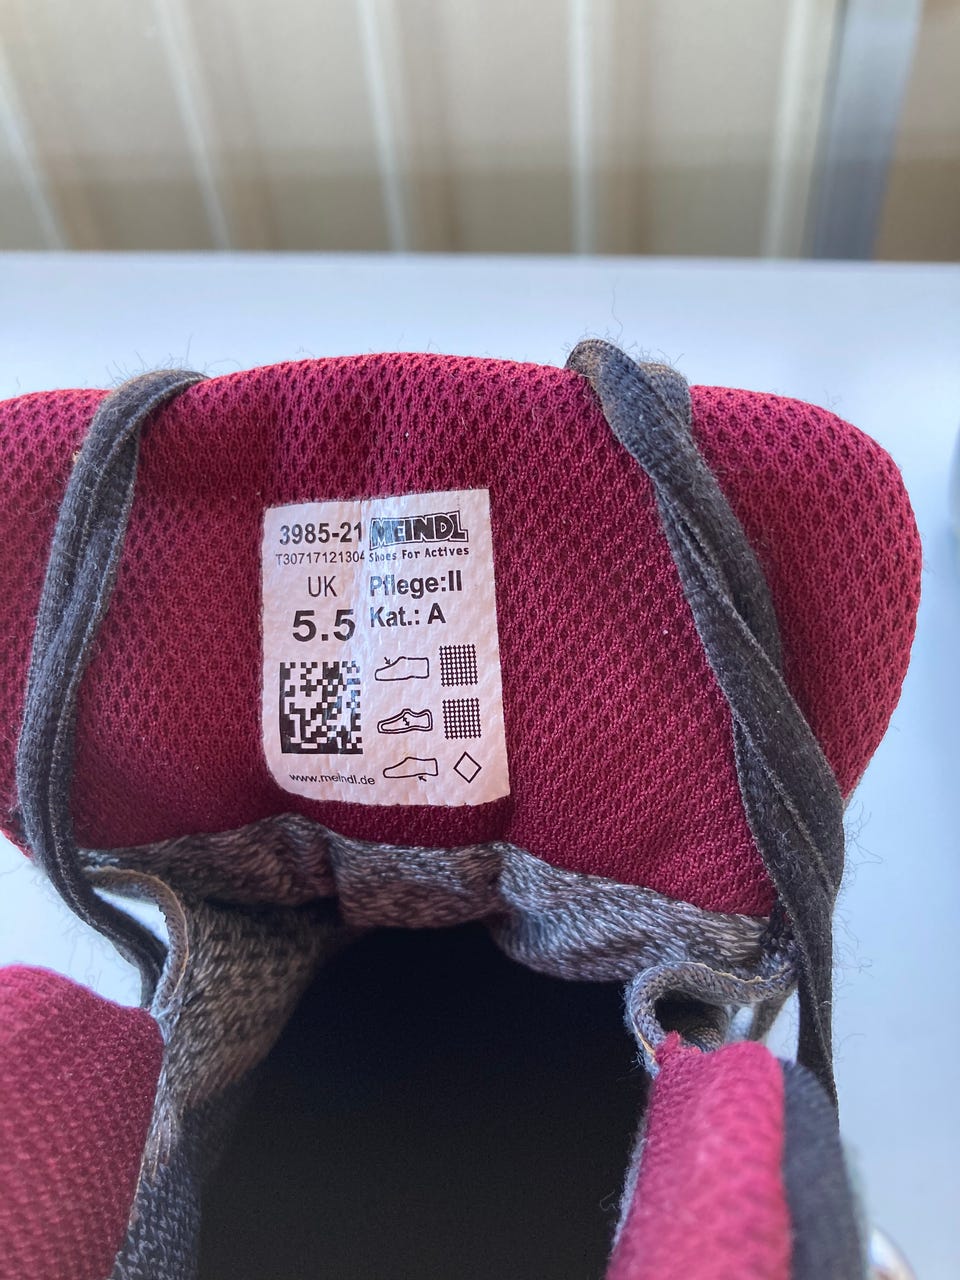 3985-21
T30717121304
UK
5.5
MEINDL
Shoes For Actives
Pflege:II
Kat.: A
www.meindl.de